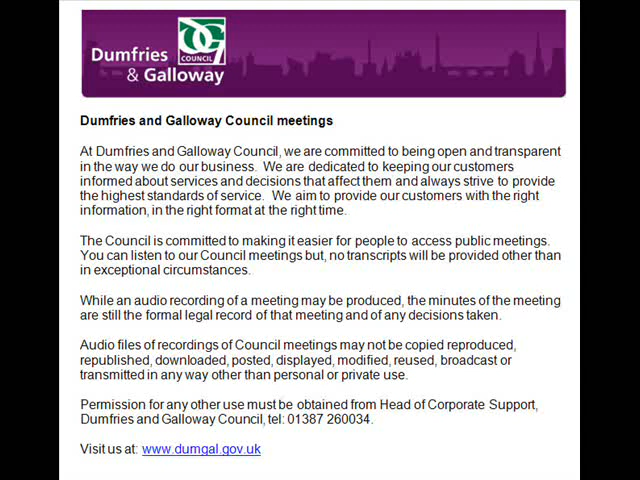 Dumfries
& Galloway
COUNCIL
Dumfries and Galloway Council meetings
At Dumfries and Galloway Council, we are committed to being open and transparent
in the way we do our business. We are dedicated to keeping our customers
informed about services and decisions that affect them and always strive to provide
the highest standards of service. We aim to provide our customers with the right
information, in the right format at the right time.
The Council is committed to making it easier for people to access public meetings.
You can listen to our Council meetings but, no transcripts will be provided other than
in exceptional circumstances.
While an audio recording of a meeting may be produced, the minutes of the meeting
are still the formal legal record of that meeting and of any decisions taken.
Audio files of recordings of Council meetings may not be copied reproduced,
republished, downloaded, posted, displayed, modified, reused, broadcast or
transmitted in any way other than personal or private use.
Permission for any other use must be obtained from Head of Corporate Support,
Dumfries and Galloway Council, tel: 01387 260034.
Visit us at: www.dumgal.gov.uk